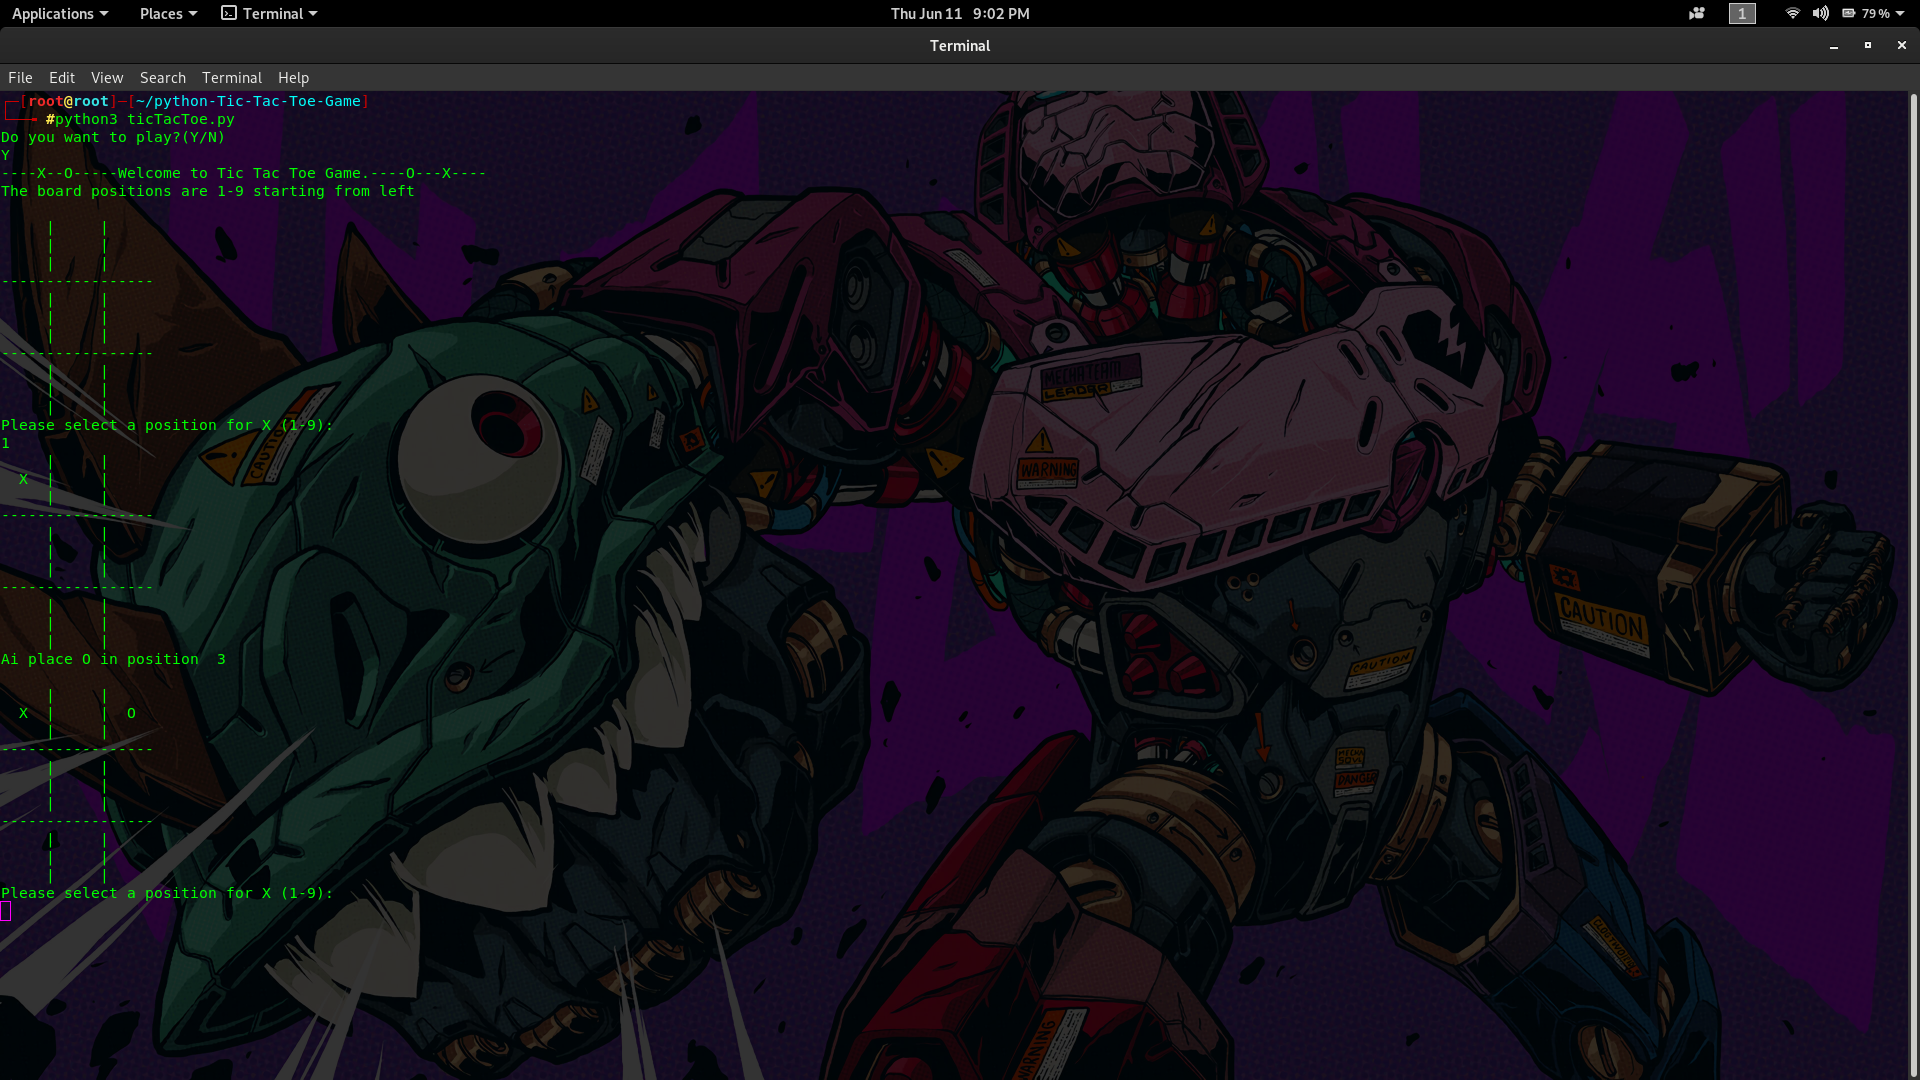 Applications Places Terminal Thu Jun 11 9:02 PM 1 79%
Terminal
File Edit View Search Terminal Help
┌─[root@root]─[~/python-Tic-Tac-Toe-Game]
└──╼ #python3 ticTacToe.py
Do you want to play?(Y/N)
Y
----X--O-----Welcome to Tic Tac Toe Game.----O---X----
The board positions are 1-9 starting from left
| |
| |
| |
-----------------
| |
| |
| |
-----------------
| |
| |
| |
Please select a position for X (1-9):
1
| |
X | |
| |
-----------------
| |
| |
| |
-----------------
| |
| |
| |
Ai place O in position  3
| |
X | | O
| |
-----------------
| |
| |
| |
-----------------
| |
| |
| |
Please select a position for X (1-9):
CAUTION
MECHA TEAM
LEADER
WARNING
CAUTION
CAUTION
DANGER
WARNING